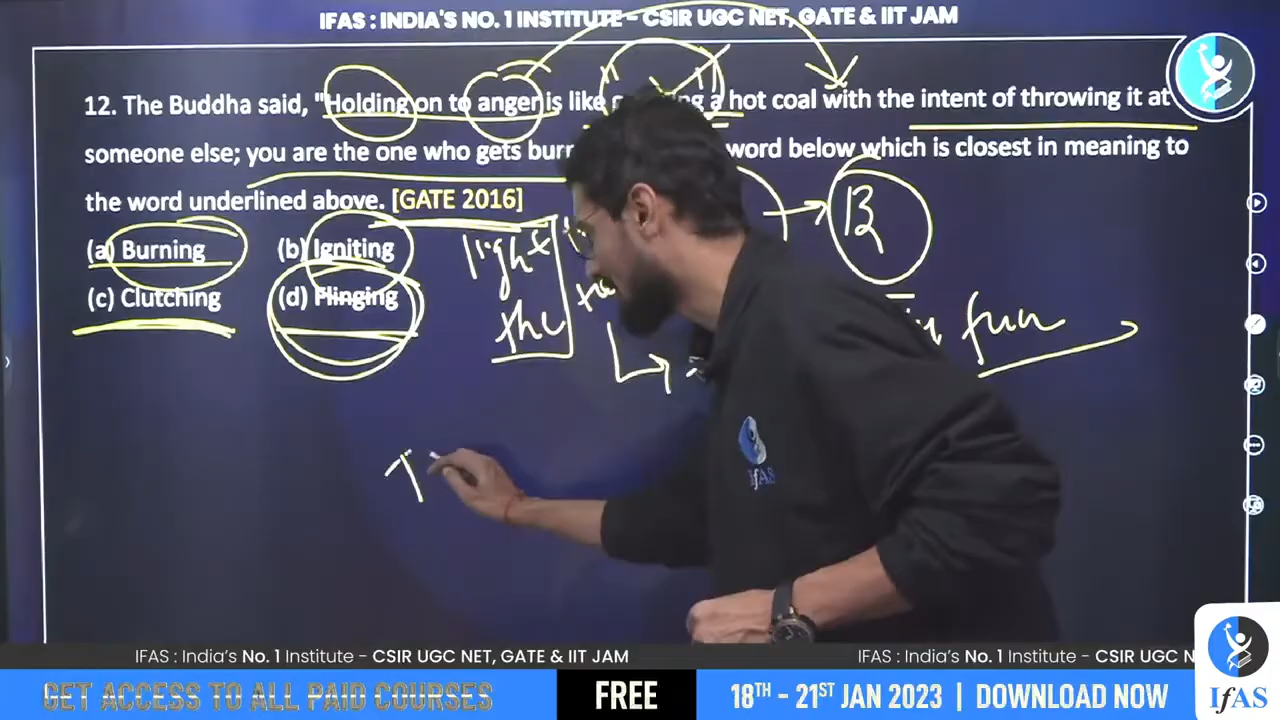 IFAS : INDIA'S NO. 1 INSTITUTE - CSIR UGC NET, GATE & IIT JAM
12. The Buddha said, "Holding on to anger is like a hot coal with the intent of throwing it at
someone else; you are the one who gets word below which is closest in meaning to
the word underlined above. [GATE 2016]
(a) Burning (b) Igniting
(c) Clutching (d) Flinging
light
the
fun
IfAS
IFAS : India's No. 1 Institute - CSIR UGC NET, GATE & IIT JAM
IFAS : India's No. 1 Institute - CSIR UGC N
GET ACCESS TO ALL PAID COURSES FREE 18TH - 21ST JAN 2023 | DOWNLOAD NOW
IfAS